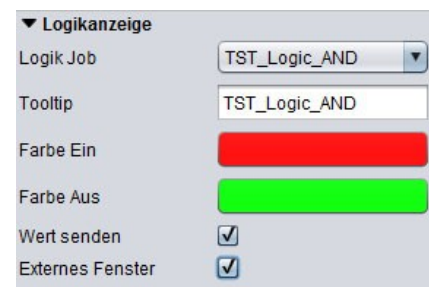 Logikanzeige
Logik Job TST_Logic_AND
Tooltip TST_Logic_AND
Farbe Ein
Farbe Aus
Wert senden
Externes Fenster